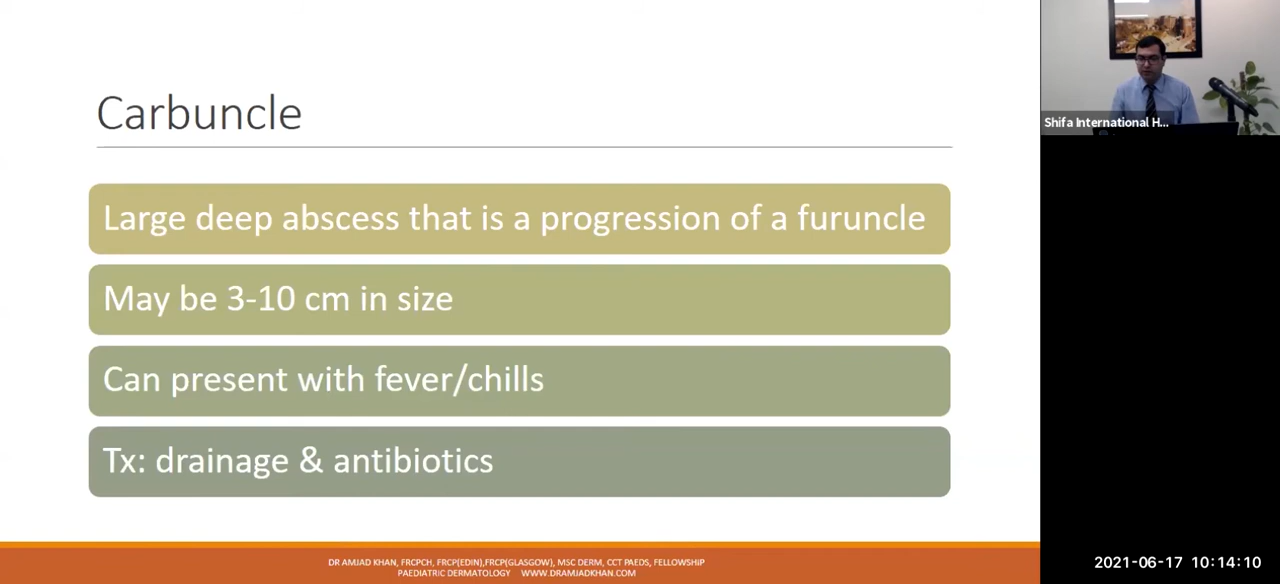 Carbuncle
Large deep abscess that is a progression of a furuncle
May be 3-10 cm in size
Can present with fever/chills
Tx: drainage & antibiotics
DR AMJAD KHAN, FRCPCH, FRCP(EDIN),FRCP(GLASGOW), MSC DERM, CCT PAEDS, FELLOWSHIP
PAEDIATRIC DERMATOLOGY WWW.DRAMJADKHAN.COM
Shifa International H...
2021-06-17 10:14:10